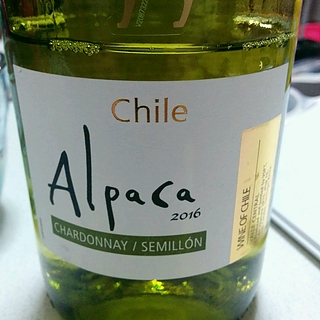 Chile
Alpaca
2016
CHARDONNAY / SEMILLÓN
WINE OF CHILE